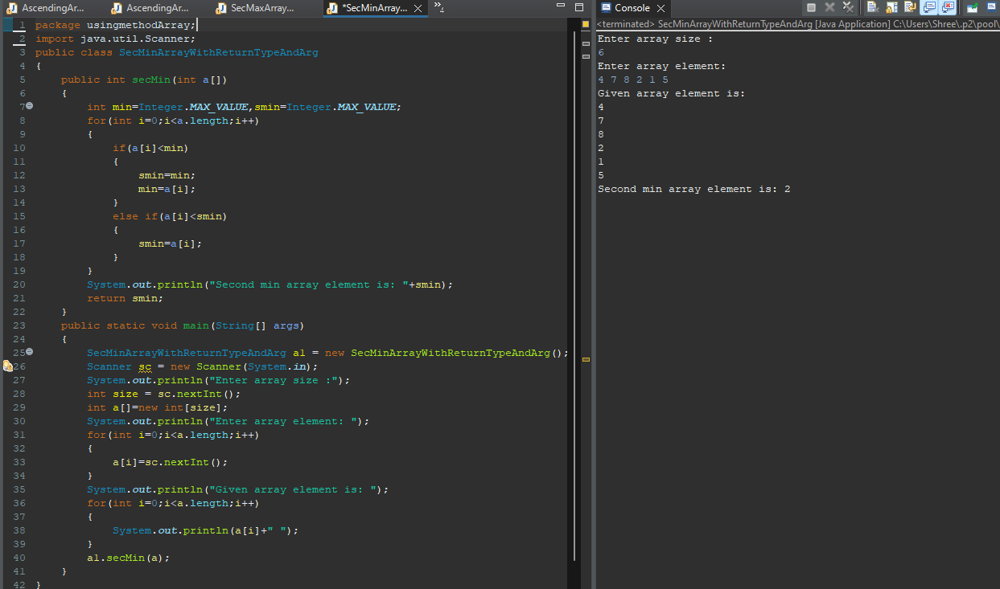 AscendingAr...
AscendingAr...
SecMaxArray...
*SecMinArray...
»4
1 package usingmethodArray;
2 import java.util.Scanner;
3 public class SecMinArrayWithReturnTypeAndArg
4 {
5 public int secMin(int a[])
6 {
7 int min=Integer.MAX_VALUE,smin=Integer.MAX_VALUE;
8 for(int i=0;i<a.length;i++)
9 {
10 if(a[i]<min)
11 {
12 smin=min;
13 min=a[i];
14 }
15 else if(a[i]<smin)
16 {
17 smin=a[i];
18 }
19 }
20 System.out.println("Second min array element is: "+smin);
21 return smin;
22 }
23 public static void main(String[] args)
24 {
25 SecMinArrayWithReturnTypeAndArg a1 = new SecMinArrayWithReturnTypeAndArg();
26 Scanner sc = new Scanner(System.in);
27 System.out.println("Enter array size :");
28 int size = sc.nextInt();
29 int a[]=new int[size];
30 System.out.println("Enter array element: ");
31 for(int i=0;i<a.length;i++)
32 {
33 a[i]=sc.nextInt();
34 }
35 System.out.println("Given array element is: ");
36 for(int i=0;i<a.length;i++)
37 {
38 System.out.println(a[i]+" ");
39 }
40 a1.secMin(a);
41 }
42 }
Console
<terminated> SecMinArrayWithReturnTypeAndArg [Java Application] C:\Users\Shree\.p2\pool\
Enter array size :
6
Enter array element:
4 7 8 2 1 5
Given array element is:
4
7
8
2
1
5
Second min array element is: 2